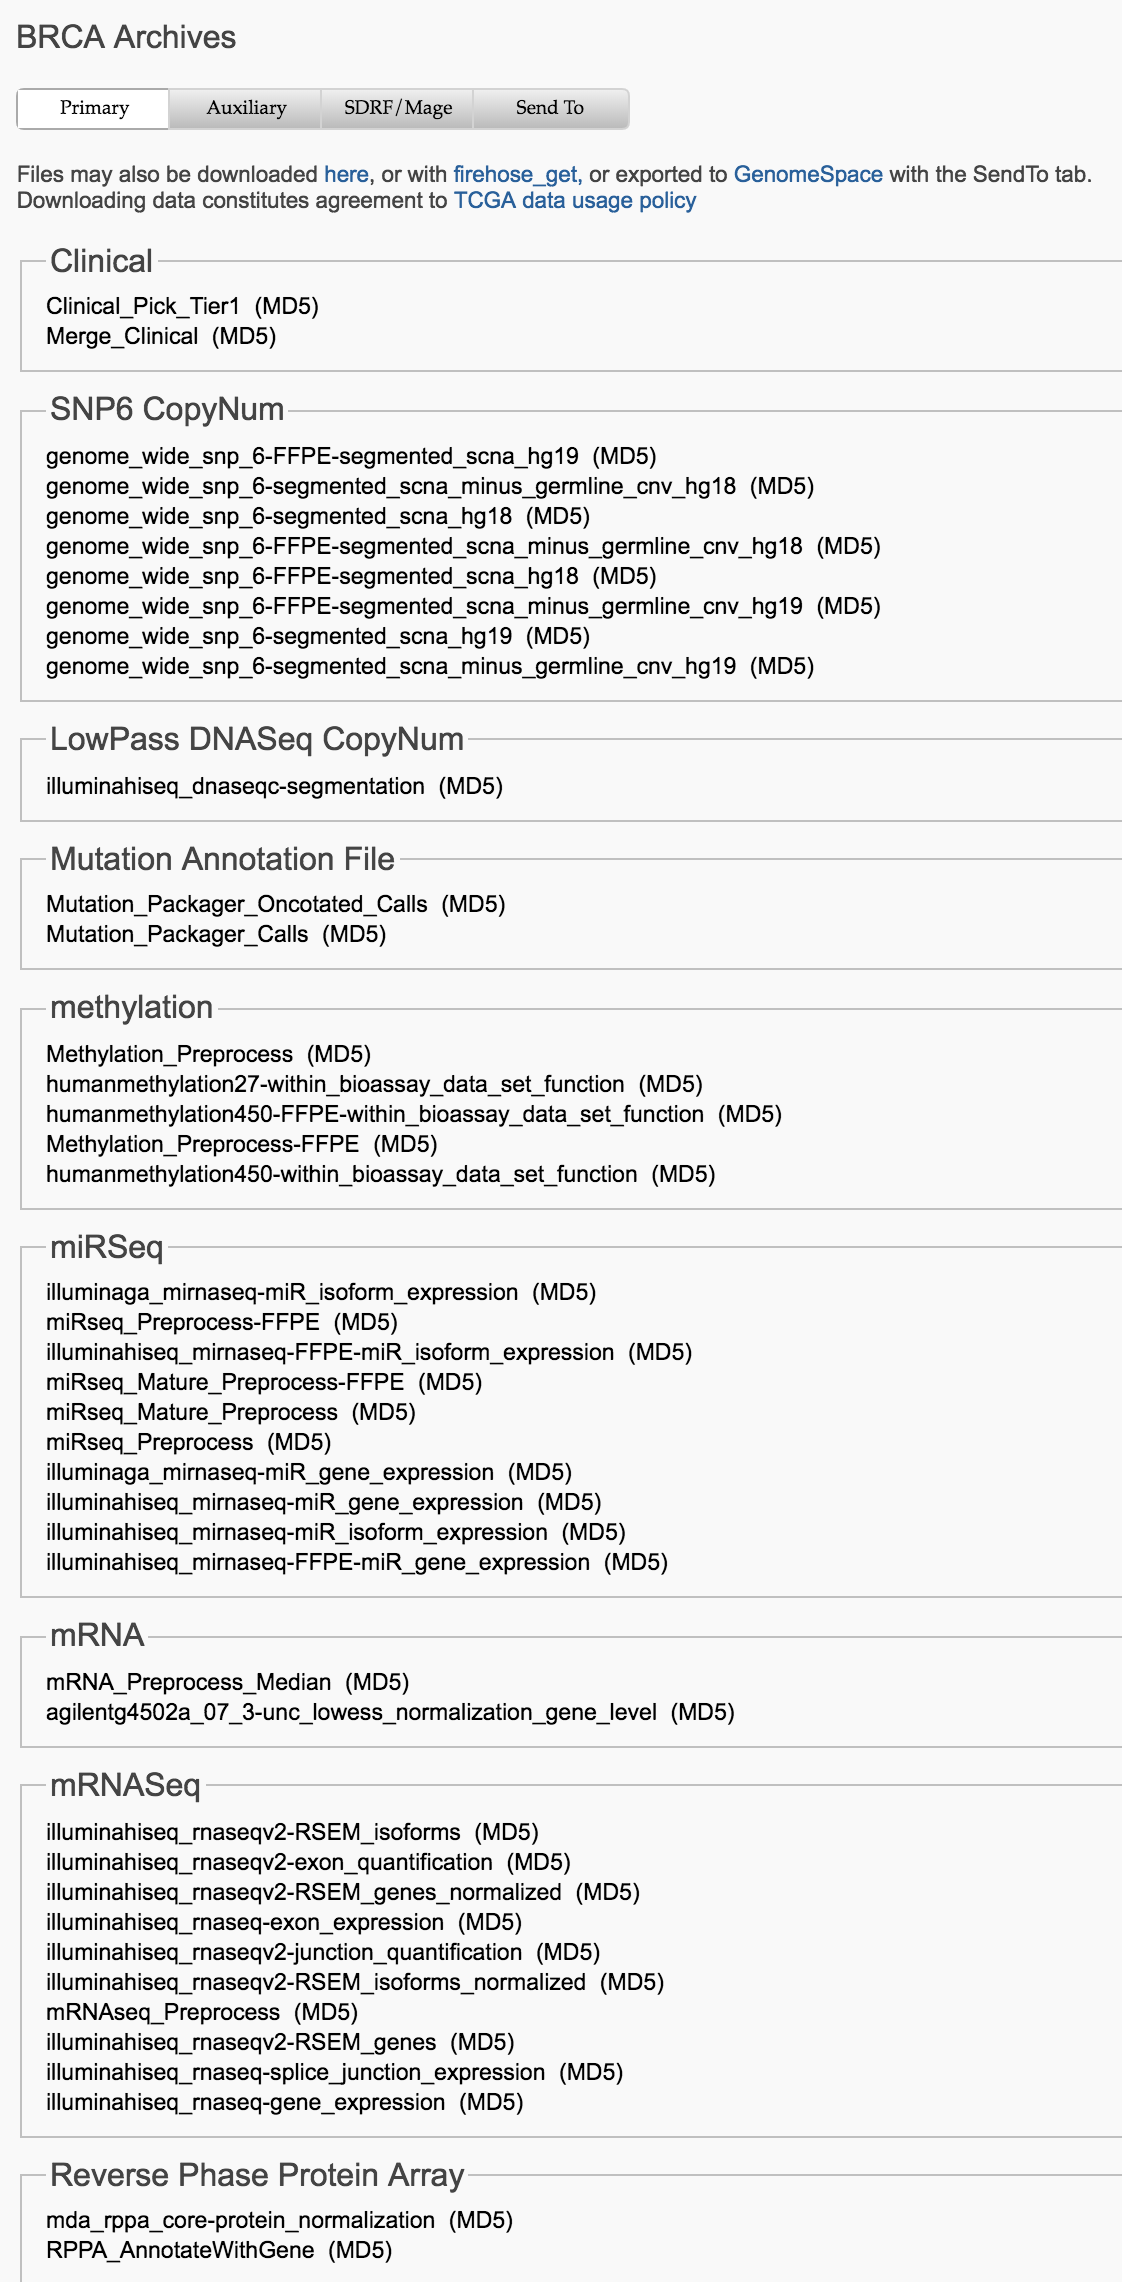 BRCA Archives
Primary Auxiliary SDRF/Mage Send To
Files may also be downloaded here, or with firehose_get, or exported to GenomeSpace with the SendTo tab.
Downloading data constitutes agreement to TCGA data usage policy
Clinical
Clinical_Pick_Tier1 (MD5)
Merge_Clinical (MD5)
SNP6 CopyNum
genome_wide_snp_6-FFPE-segmented_scna_hg19 (MD5)
genome_wide_snp_6-segmented_scna_minus_germline_cnv_hg18 (MD5)
genome_wide_snp_6-segmented_scna_hg18 (MD5)
genome_wide_snp_6-FFPE-segmented_scna_minus_germline_cnv_hg18 (MD5)
genome_wide_snp_6-FFPE-segmented_scna_hg18 (MD5)
genome_wide_snp_6-FFPE-segmented_scna_minus_germline_cnv_hg19 (MD5)
genome_wide_snp_6-segmented_scna_hg19 (MD5)
genome_wide_snp_6-segmented_scna_minus_germline_cnv_hg19 (MD5)
LowPass DNASeq CopyNum
illuminahiseq_dnaseqc-segmentation (MD5)
Mutation Annotation File
Mutation_Packager_Oncotated_Calls (MD5)
Mutation_Packager_Calls (MD5)
methylation
Methylation_Preprocess (MD5)
humanmethylation27-within_bioassay_data_set_function (MD5)
humanmethylation450-FFPE-within_bioassay_data_set_function (MD5)
Methylation_Preprocess-FFPE (MD5)
humanmethylation450-within_bioassay_data_set_function (MD5)
miRSeq
illuminaga_mirnaseq-miR_isoform_expression (MD5)
miRseq_Preprocess-FFPE (MD5)
illuminahiseq_mirnaseq-FFPE-miR_isoform_expression (MD5)
miRseq_Mature_Preprocess-FFPE (MD5)
miRseq_Mature_Preprocess (MD5)
miRseq_Preprocess (MD5)
illuminaga_mirnaseq-miR_gene_expression (MD5)
illuminahiseq_mirnaseq-miR_gene_expression (MD5)
illuminahiseq_mirnaseq-miR_isoform_expression (MD5)
illuminahiseq_mirnaseq-FFPE-miR_gene_expression (MD5)
mRNA
mRNA_Preprocess_Median (MD5)
agilentg4502a_07_3-unc_lowess_normalization_gene_level (MD5)
mRNASeq
illuminahiseq_rnaseqv2-RSEM_isoforms (MD5)
illuminahiseq_rnaseqv2-exon_quantification (MD5)
illuminahiseq_rnaseqv2-RSEM_genes_normalized (MD5)
illuminahiseq_rnaseq-exon_expression (MD5)
illuminahiseq_rnaseqv2-junction_quantification (MD5)
illuminahiseq_rnaseqv2-RSEM_isoforms_normalized (MD5)
mRNAseq_Preprocess (MD5)
illuminahiseq_rnaseqv2-RSEM_genes (MD5)
illuminahiseq_rnaseq-splice_junction_expression (MD5)
illuminahiseq_rnaseq-gene_expression (MD5)
Reverse Phase Protein Array
mda_rppa_core-protein_normalization (MD5)
RPPA_AnnotateWithGene (MD5)